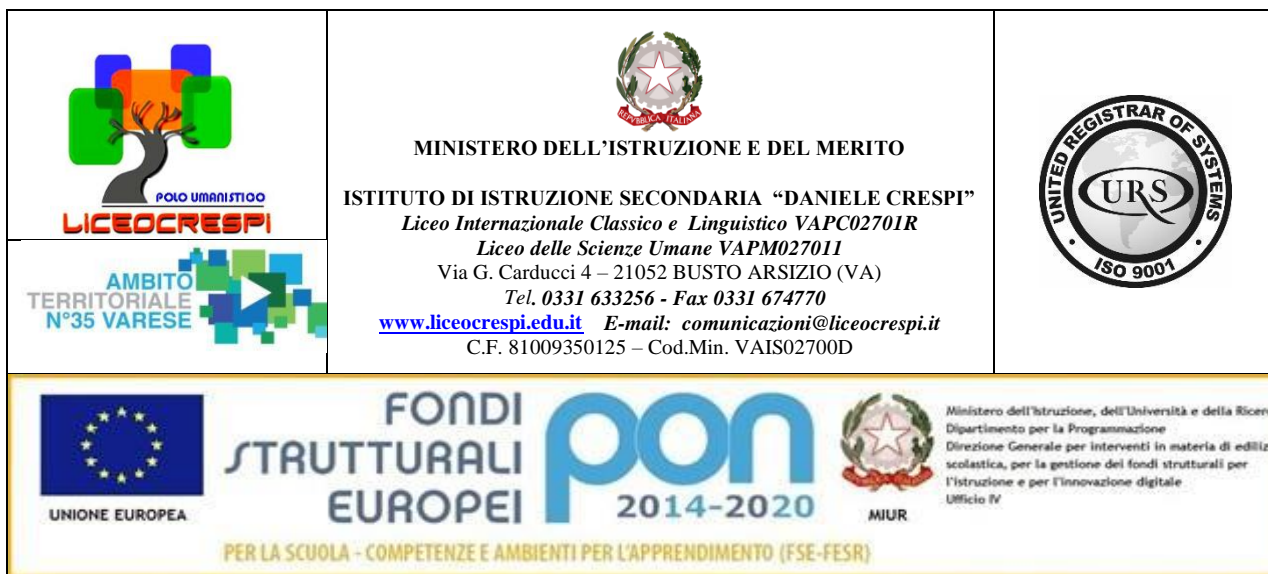 POLO UMANISTICO
LICEOCRESPI
AMBITO
TERRITORIALE
N°35 VARESE
REPVBBLICA ITALIANA
MINISTERO DELL’ISTRUZIONE E DEL MERITO
ISTITUTO DI ISTRUZIONE SECONDARIA “DANIELE CRESPI”
Liceo Internazionale Classico e Linguistico VAPC02701R
Liceo delle Scienze Umane VAPM027011
Via G. Carducci 4 – 21052 BUSTO ARSIZIO (VA)
Tel. 0331 633256 - Fax 0331 674770
www.liceocrespi.edu.it E-mail: comunicazioni@liceocrespi.it
C.F. 81009350125 – Cod.Min. VAIS02700D
UNITED REGISTRAR OF SYSTEMS
URS
ISO 9001
UNIONE EUROPEA
FONDI
STRUTTURALI
EUROPEI
pon
2014-2020
MIUR
Ministero dell'Istruzione, dell'Università e della Ricer
Dipartimento per la Programmazione
Direzione Generale per interventi in materia di ediliz
scolastica, per la gestione dei fondi strutturali per
l'istruzione e per l'innovazione digitale
Ufficio IV
PER LA SCUOLA - COMPETENZE E AMBIENTI PER L'APPRENDIMENTO (FSE-FESR)